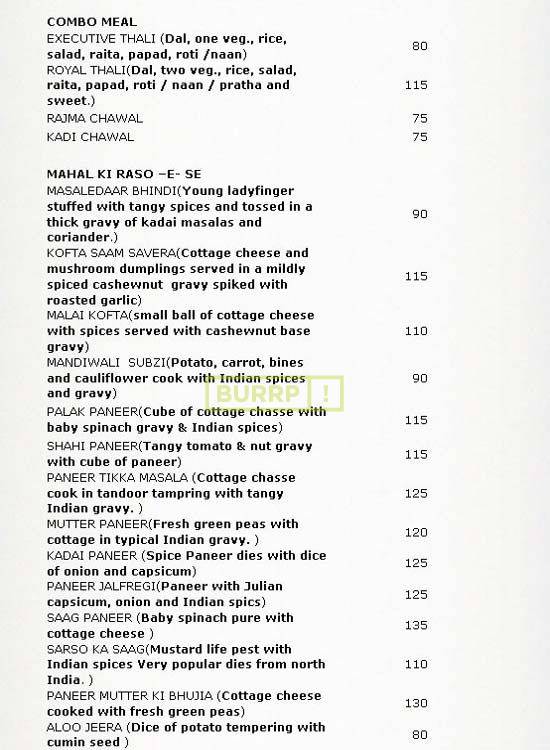 COMBO MEAL
EXECUTIVE THALI (Dal, one veg., rice,
salad, raita, papad, roti /naan) 80
ROYAL THALI(Dal, two veg., rice, salad,
raita, papad, roti / naan / pratha and 115
sweet.)
RAJMA CHAWAL 75
KADI CHAWAL 75
MAHAL KI RASO –E- SE
MASALEDAAR BHINDI(Young ladyfinger
stuffed with tangy spices and tossed in a
thick gravy of kadai masalas and 90
coriander.)
KOFTA SAAM SAVERA(Cottage cheese and
mushroom dumplings served in a mildly
spiced cashewnut gravy spiked with 115
roasted garlic)
MALAI KOFTA(small ball of cottage cheese
with spices served with cashewnut base 110
gravy)
MANDIWALI SUBZI(Potato, carrot, bines
and cauliflower cook with Indian spices 90
and gravy)
BURRP!
PALAK PANEER(Cube of cottage chasse with
baby spinach gravy & Indian spices) 115
SHAHI PANEER(Tangy tomato & nut gravy
with cube of paneer) 115
PANEER TIKKA MASALA (Cottage chasse
cook in tandoor tampring with tangy 125
Indian gravy. )
MUTTER PANEER(Fresh green peas with
cottage in typical Indian gravy. ) 120
KADAI PANEER (Spice Paneer dies with dice
of onion and capsicum) 125
PANEER JALFREGI(Paneer with Julian
capsicum, onion and Indian spics) 125
SAAG PANEER (Baby spinach pure with
cottage cheese ) 135
SARSO KA SAAG(Mustard life pest with
Indian spices Very popular dies from north 110
India. )
PANEER MUTTER KI BHUJIA (Cottage cheese
cooked with fresh green peas) 130
ALOO JEERA (Dice of potato tempering with
cumin seed ) 80